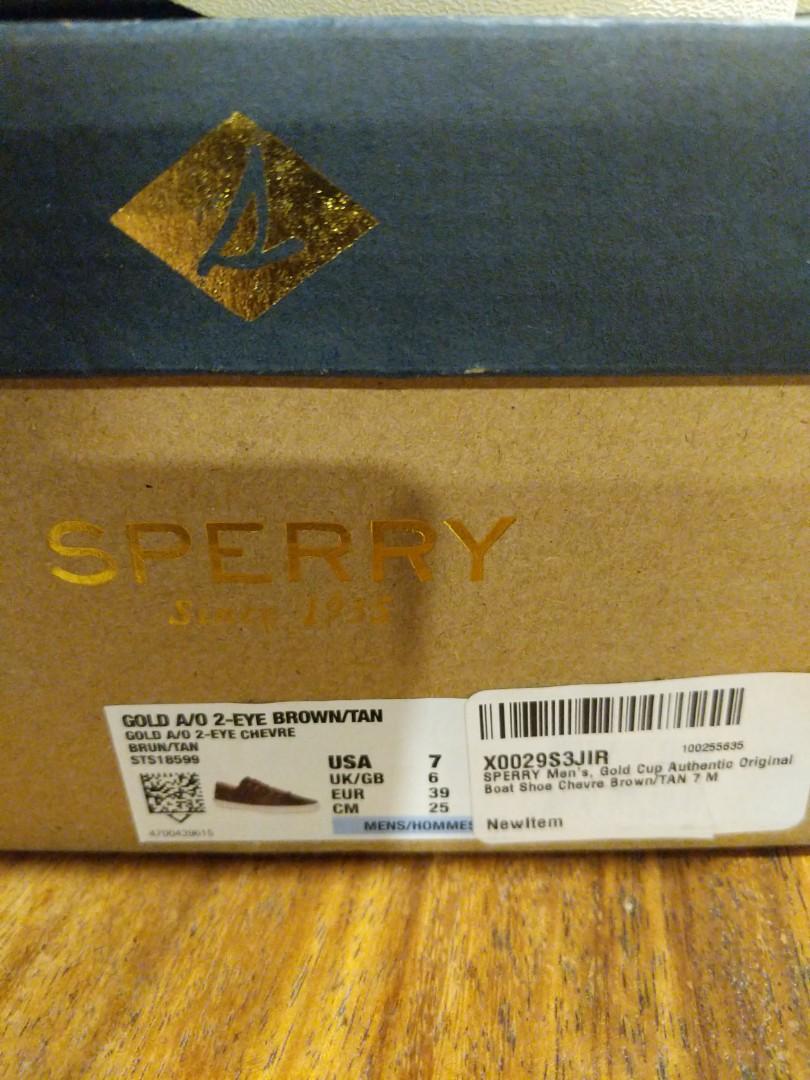 SPERRY
Since 1935
GOLD A/O 2-EYE BROWN/TAN
GOLD A/O 2-EYE CHEVRE
BRUN/TAN
STS18599
USA 7
UK/GB 6
EUR 39
CM 25
MENS/HOMMES
4700439615
100255635
X0029S3JIR
SPERRY Men's, Gold Cup Authentic Original
Boat Shoe Chevre Brown/TAN 7 M
NewItem